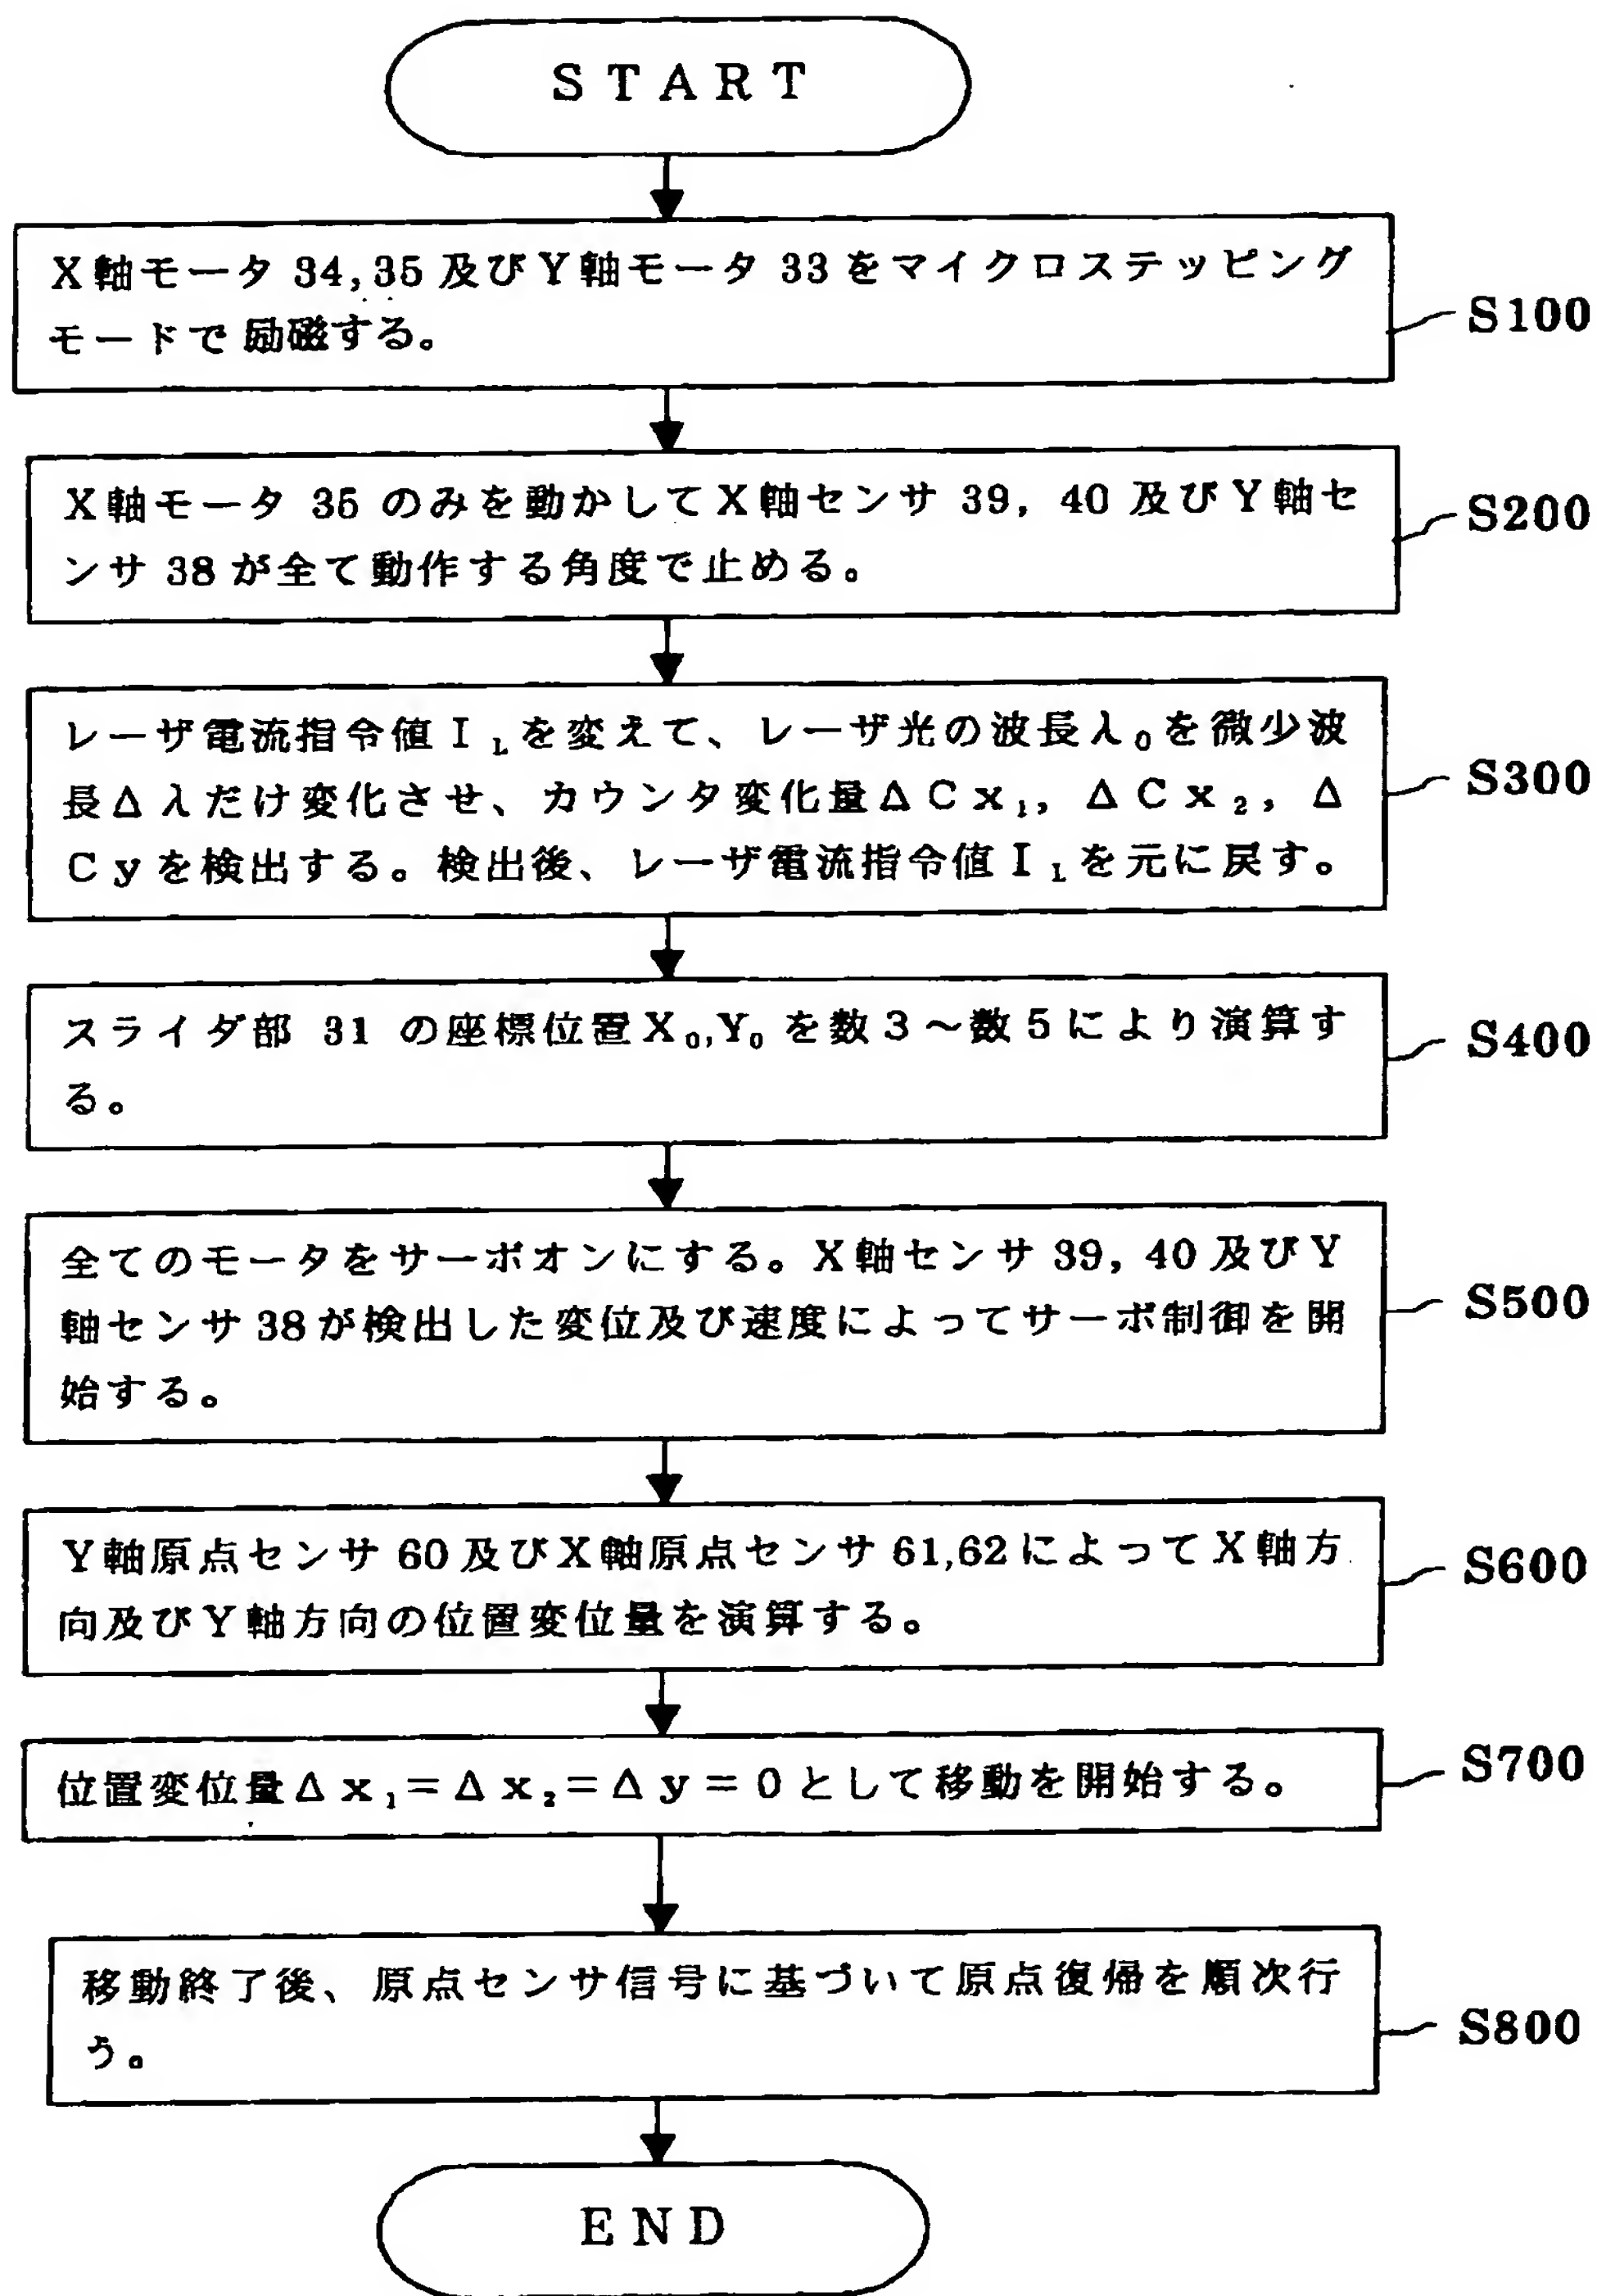 START
X軸モータ 34,35 及びY軸モータ 33 をマイクロステッピング
モードで励磁する。
S100
X軸モータ 35 のみを動かしてX軸センサ 39, 40 及びY軸セ
ンサ 38 が全て動作する角度で止める。
S200
レーザ電流指令値I_Lを変えて、レーザ光の波長λ₀を微少波
長Δλだけ変化させ、カウンタ変化量ΔCx₁, ΔCx₂, Δ
Cyを検出する。検出後、レーザ電流指令値I_Lを元に戻す。
S300
スライダ部 31 の座標位置X₀,Y₀を数3～数5により演算す
る。
S400
全てのモータをサーボオンにする。X軸センサ 39, 40 及びY
軸センサ38が検出した変位及び速度によってサーボ制御を開
始する。
S500
Y軸原点センサ 60 及びX軸原点センサ 61,62によってX軸方
向及びY軸方向の位置変位量を演算する。
S600
位置変位量Δx₁=Δx₂=Δy=0として移動を開始する。
S700
移動終了後、原点センサ信号に基づいて原点復帰を順次行
う。
S800
END